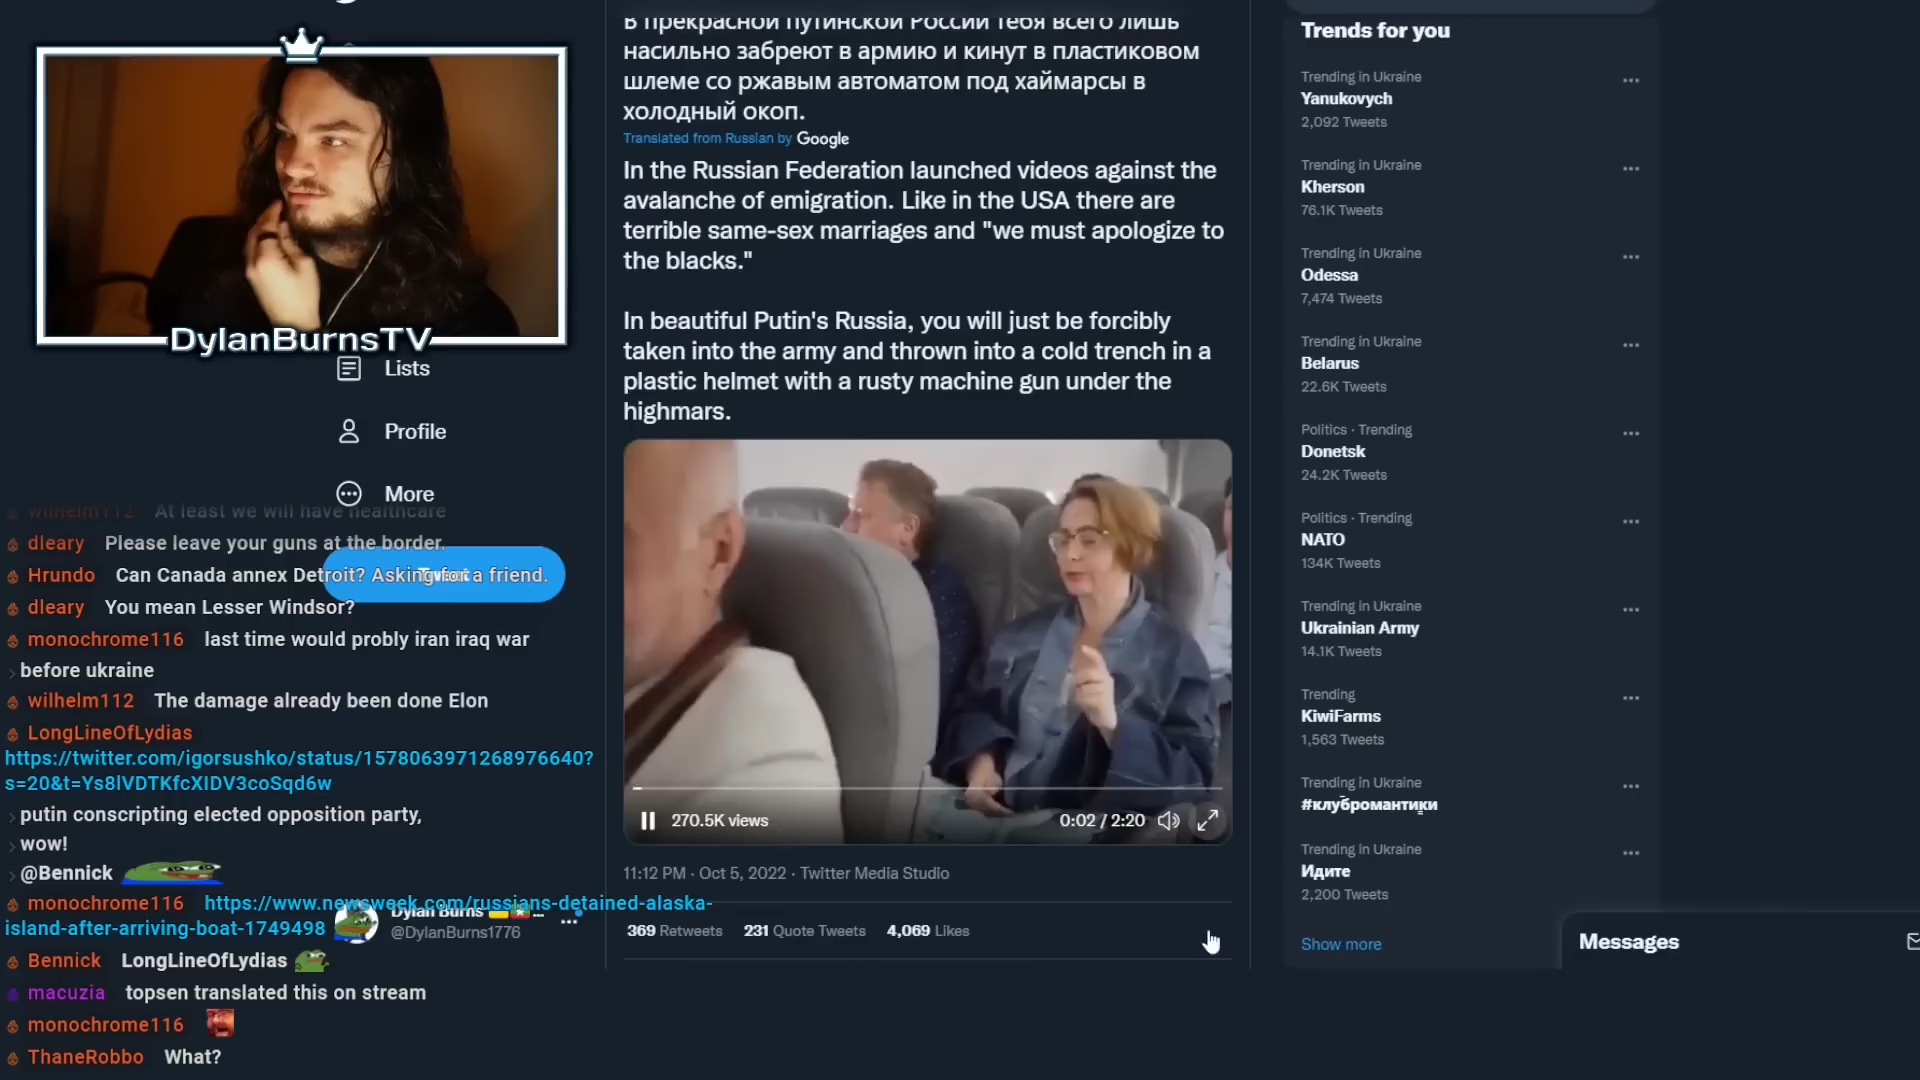 В прекрасной путинской России тебя всего лишь
насильно забреют в армию и кинут в пластиковом
шлеме со ржавым автоматом под хаймарсы в
холодный окоп.
Translated from Russian by Google
In the Russian Federation launched videos against the
avalanche of emigration. Like in the USA there are
terrible same-sex marriages and "we must apologize to
the blacks."
In beautiful Putin's Russia, you will just be forcibly
taken into the army and thrown into a cold trench in a
plastic helmet with a rusty machine gun under the
highmars.
270.5K views
0:02 / 2:20
11:12 PM · Oct 5, 2022 · Twitter Media Studio
369 Retweets 231 Quote Tweets 4,069 Likes
DylanBurnsTV
Lists
Profile
More
wilhelm112 At least we will have healthcare
dleary Please leave your guns at the border.
Hrundo Can Canada annex Detroit? Asking for a friend.
dleary You mean Lesser Windsor?
monochrome116 last time would probly iran iraq war
before ukraine
wilhelm112 The damage already been done Elon
LongLineOfLydias
https://twitter.com/igorsushko/status/1578063971268976640?
s=20&t=Ys8lVDTKfcXIDV3coSqd6w
putin conscripting elected opposition party,
wow!
@Bennick
monochrome116 https://www.newsweek.com/russians-detained-alaska-
island-after-arriving-boat-1749498
Dylan Burns
@DylanBurns1776
Bennick LongLineOfLydias
macuzia topsen translated this on stream
monochrome116
ThaneRobbo What?
Trends for you
Trending in Ukraine
Yanukovych
2,092 Tweets
Trending in Ukraine
Kherson
76.1K Tweets
Trending in Ukraine
Odessa
7,474 Tweets
Trending in Ukraine
Belarus
22.6K Tweets
Politics · Trending
Donetsk
24.2K Tweets
Politics · Trending
NATO
134K Tweets
Trending in Ukraine
Ukrainian Army
14.1K Tweets
Trending
KiwiFarms
1,563 Tweets
Trending in Ukraine
#клубромантики
Trending in Ukraine
Идите
2,200 Tweets
Show more
Messages